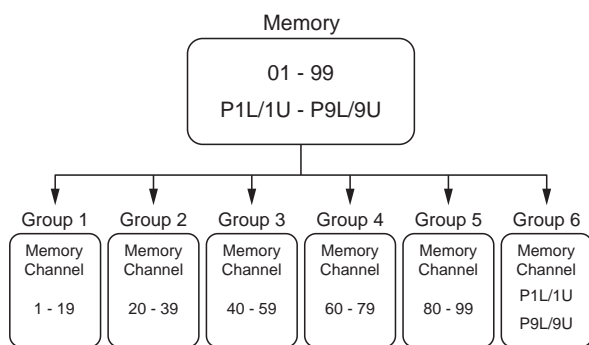 Memory
01 - 99
P1L/1U - P9L/9U
Group 1
Group 2
Group 3
Group 4
Group 5
Group 6
Memory
Channel
1 - 19
Memory
Channel
20 - 39
Memory
Channel
40 - 59
Memory
Channel
60 - 79
Memory
Channel
80 - 99
Memory
Channel
P1L/1U
P9L/9U